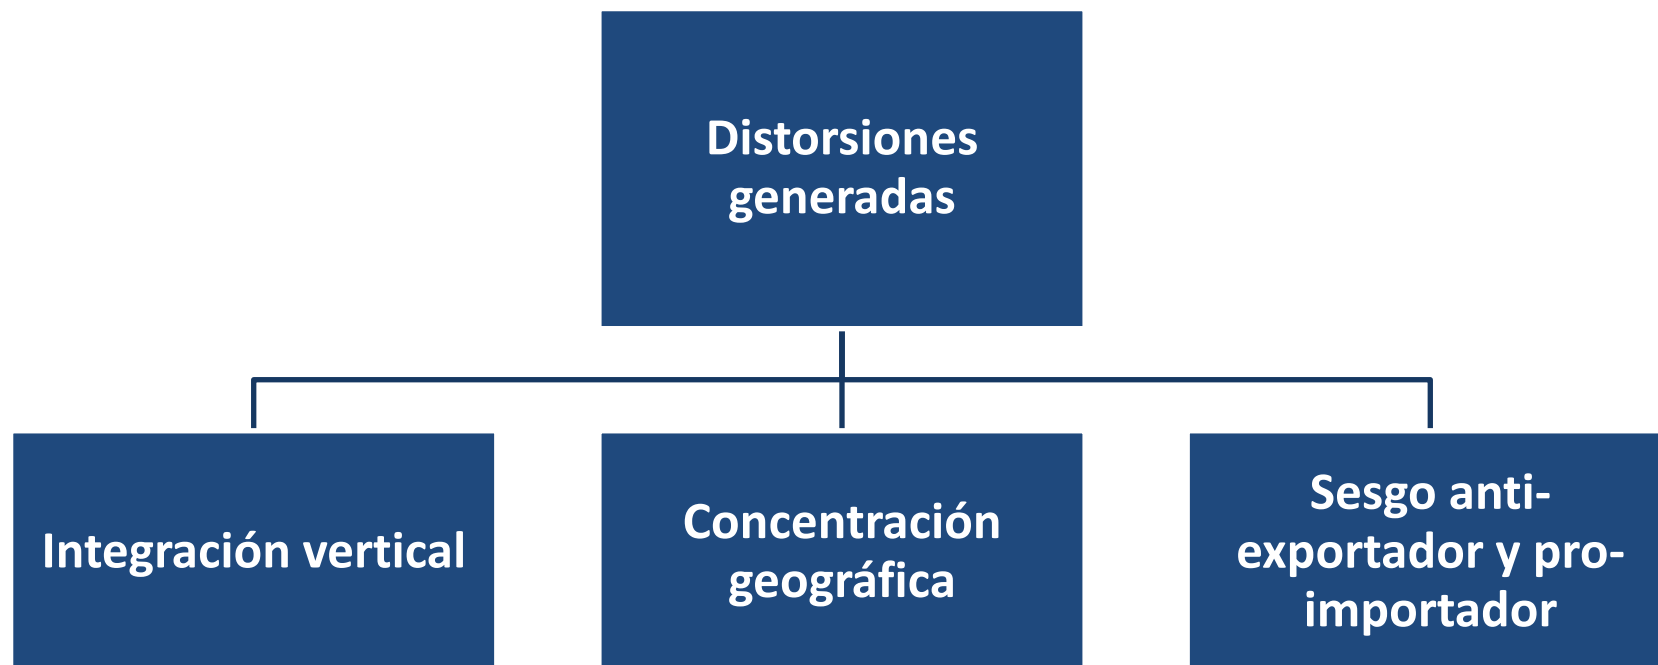 Distorsiones
generadas
Integración vertical
Concentración
geográfica
Sesgo anti-
exportador y pro-
importador